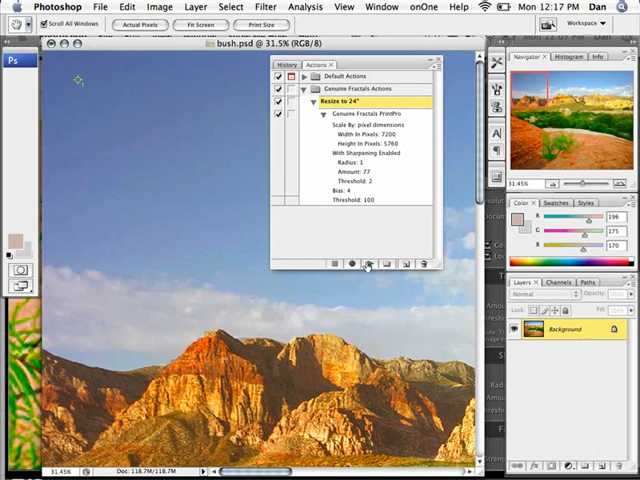 Photoshop File Edit Image Layer Select Filter Analysis View Window onOne Help Mon 12:17 PM Dan
Scroll All Windows Actual Pixels Fit Screen Print Size Workspace
bush.psd @ 31.5% (RGB/8)
Ps
History Actions
Default Actions
Genuine Fractals Actions
Resize to 24"
Genuine Fractals PrintPro
Scale By: pixel dimensions
Width In Pixels: 7200
Height In Pixels: 5760
With Sharpening Enabled
Radius: 1
Amount: 77
Threshold: 2
Bias: 4
Threshold: 100
Navigator Histogram Info
31.45%
Color Swatches Styles
R 196
G 175
B 170
Layers Channels Paths
Normal Opacity:
Lock: Fill:
Background
31.45% Doc: 118.7M/118.7M